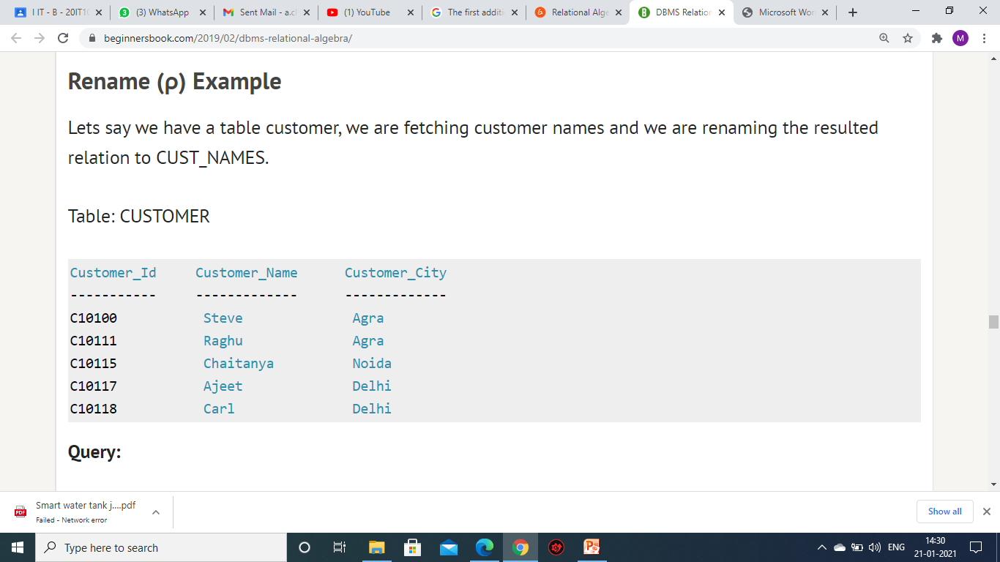 I IT - B - 20IT1
(3) WhatsApp
Sent Mail - a.c
(1) YouTube
The first additi
Relational Alge
DBMS Relation
Microsoft Wor
beginnersbook.com/2019/02/dbms-relational-algebra/
M
Rename (ρ) Example
Lets say we have a table customer, we are fetching customer names and we are renaming the resulted
relation to CUST_NAMES.
Table: CUSTOMER
Customer_Id Customer_Name Customer_City
----------- ------------- -------------
C10100 Steve Agra
C10111 Raghu Agra
C10115 Chaitanya Noida
C10117 Ajeet Delhi
C10118 Carl Delhi
Query:
Smart water tank j....pdf
Failed - Network error
Show all
Type here to search
ENG
14:30
21-01-2021